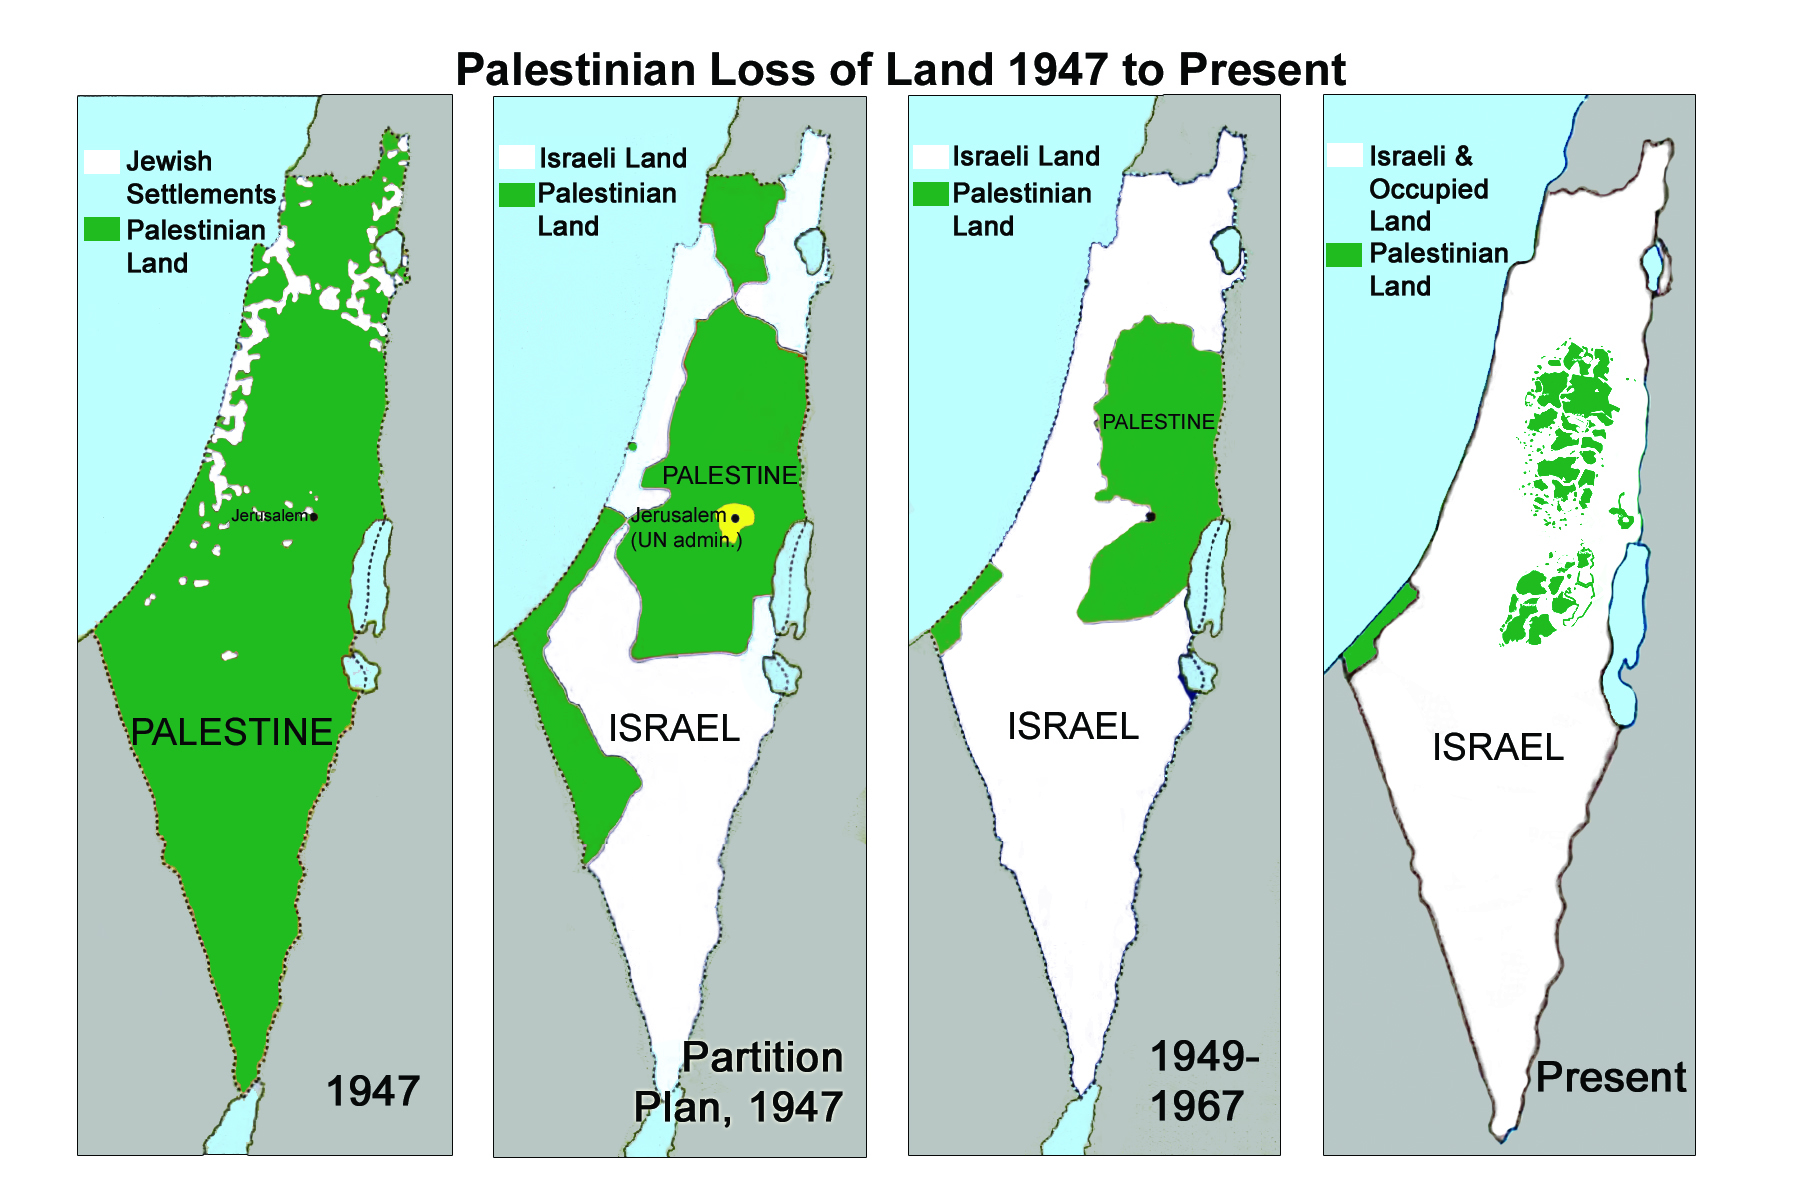 Palestinian Loss of Land 1947 to Present
Jewish
Settlements
Palestinian
Land
Jerusalem
PALESTINE
1947
Israeli Land
Palestinian
Land
PALESTINE
Jerusalem
(UN admin.)
ISRAEL
Partition
Plan, 1947
Israeli Land
Palestinian
Land
PALESTINE
ISRAEL
1949-
1967
Israeli &
Occupied
Land
Palestinian
Land
ISRAEL
Present